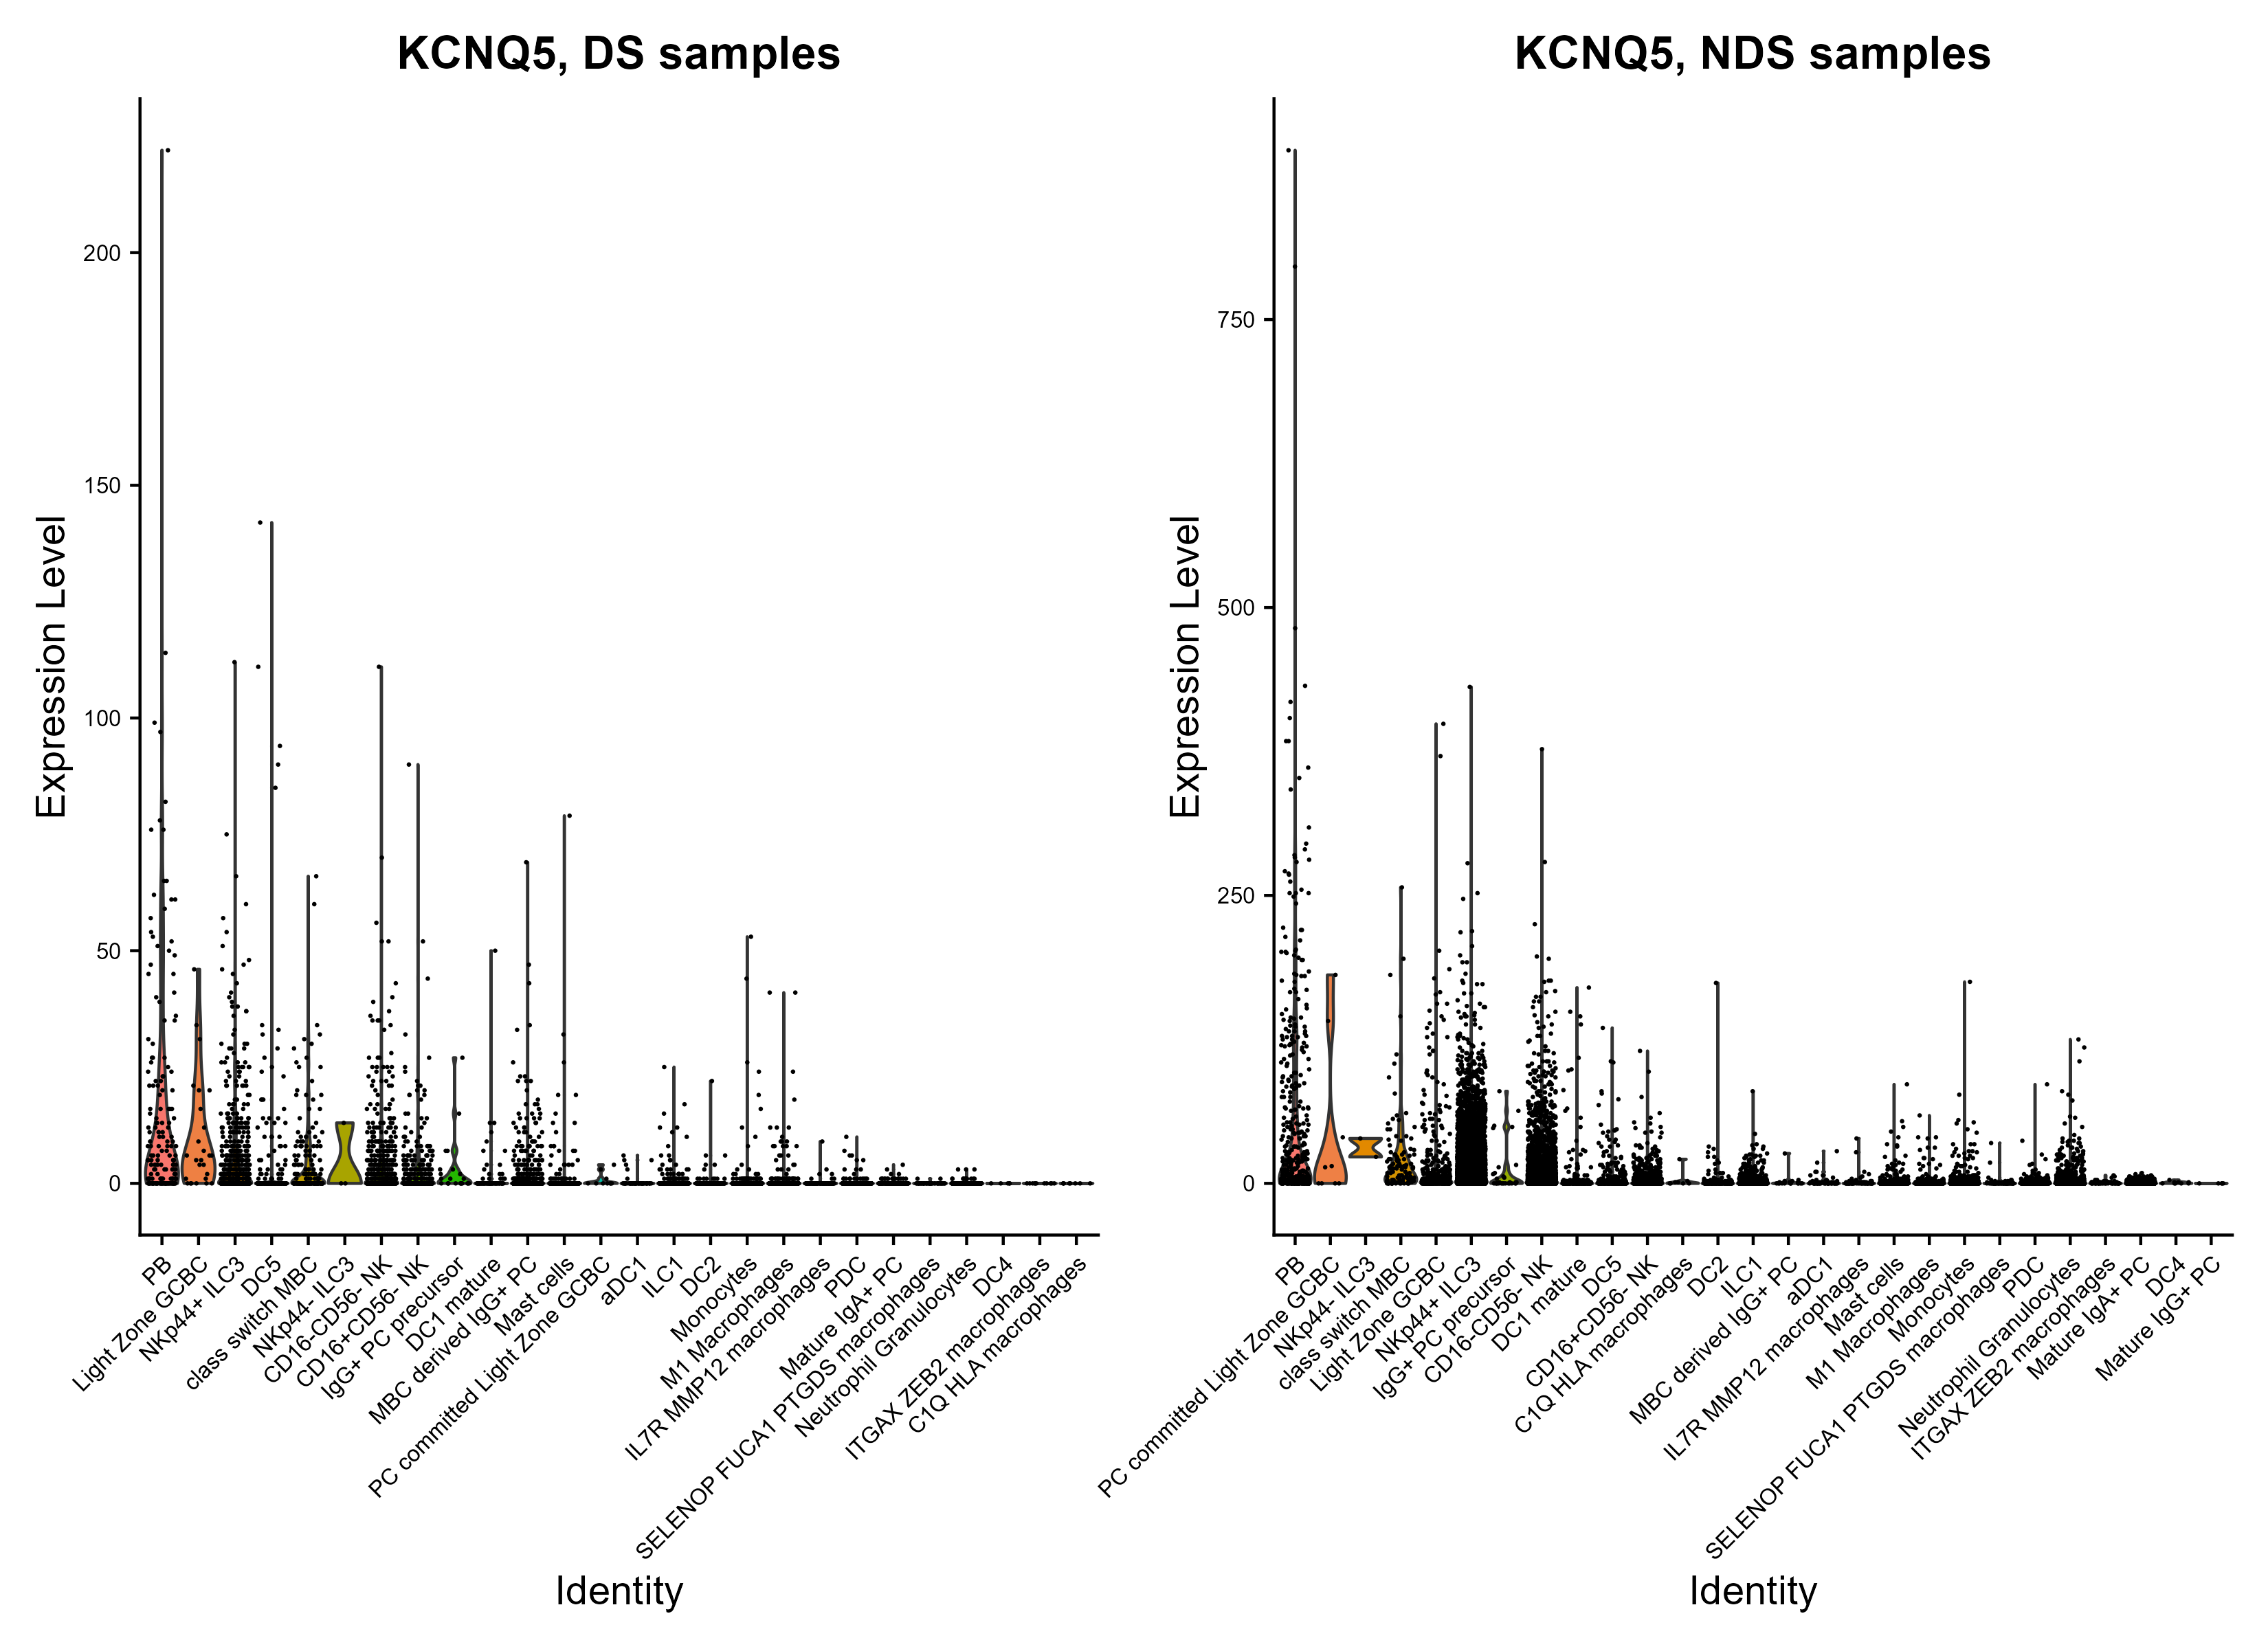 KCNQ5, DS samples
Expression Level
200
150
100
50
0
PB
Light Zone GCBC
NKp44+ ILC3
DC5
class switch MBC
NKp44- ILC3
CD16-CD56- NK
CD16+CD56- NK
IgG+ PC precursor
DC1 mature
MBC derived IgG+ PC
Mast cells
PC committed Light Zone GCBC
aDC1
ILC1
DC2
Monocytes
M1 Macrophages
IL7R MMP12 macrophages
PDC
Mature IgA+ PC
SELENOP FUCA1 PTGDS macrophages
Neutrophil Granulocytes
DC4
ITGAX ZEB2 macrophages
C1Q HLA macrophages
Identity
KCNQ5, NDS samples
Expression Level
750
500
250
0
PB
PC committed Light Zone GCBC
NKp44- ILC3
class switch MBC
Light Zone GCBC
NKp44+ ILC3
IgG+ PC precursor
CD16-CD56- NK
DC1 mature
DC5
CD16+CD56- NK
C1Q HLA macrophages
DC2
ILC1
MBC derived IgG+ PC
aDC1
IL7R MMP12 macrophages
Mast cells
M1 Macrophages
Monocytes
SELENOP FUCA1 PTGDS macrophages
PDC
Neutrophil Granulocytes
ITGAX ZEB2 macrophages
Mature IgA+ PC
DC4
Mature IgG+ PC
Identity